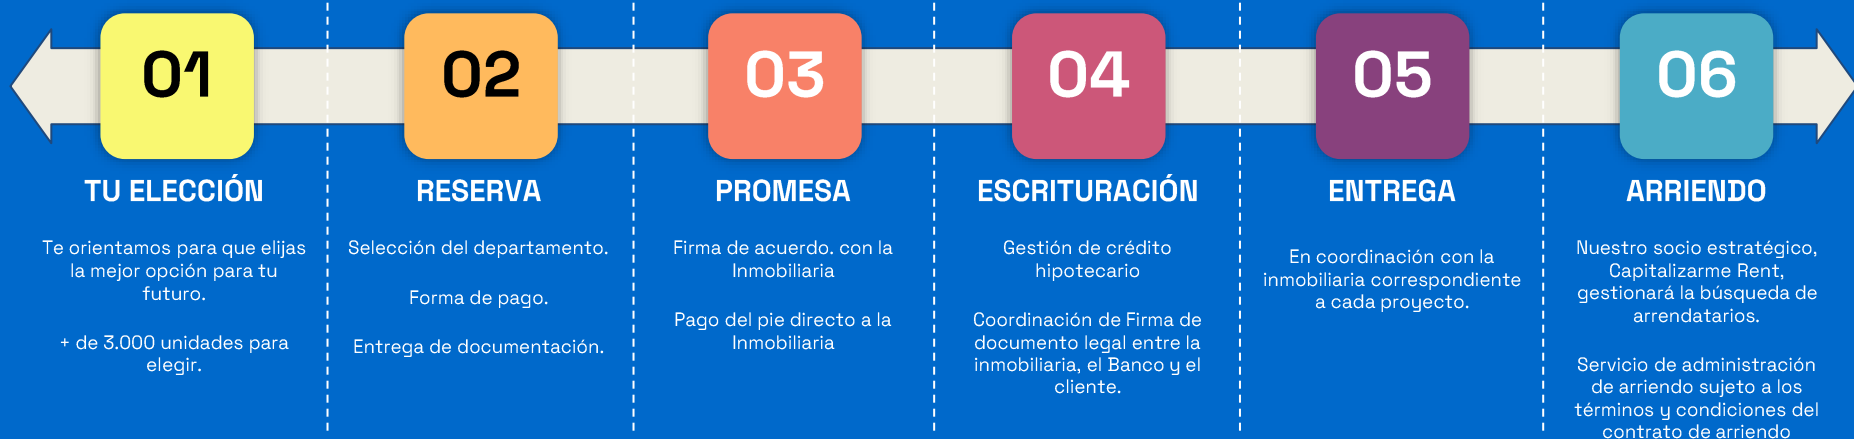 01
TU ELECCIÓN
Te orientamos para que elijas
la mejor opción para tu
futuro.
+ de 3.000 unidades para
elegir.
02
RESERVA
Selección del departamento.
Forma de pago.
Entrega de documentación.
03
PROMESA
Firma de acuerdo. con la
Inmobiliaria
Pago del pie directo a la
Inmobiliaria
04
ESCRITURACIÓN
Gestión de crédito
hipotecario
Coordinación de Firma de
documento legal entre la
inmobiliaria, el Banco y el
cliente.
05
ENTREGA
En coordinación con la
inmobiliaria correspondiente
a cada proyecto.
06
ARRIENDO
Nuestro socio estratégico,
Capitalizarme Rent,
gestionará la búsqueda de
arrendatarios.
Servicio de administración
de arriendo sujeto a los
términos y condiciones del
contrato de arriendo